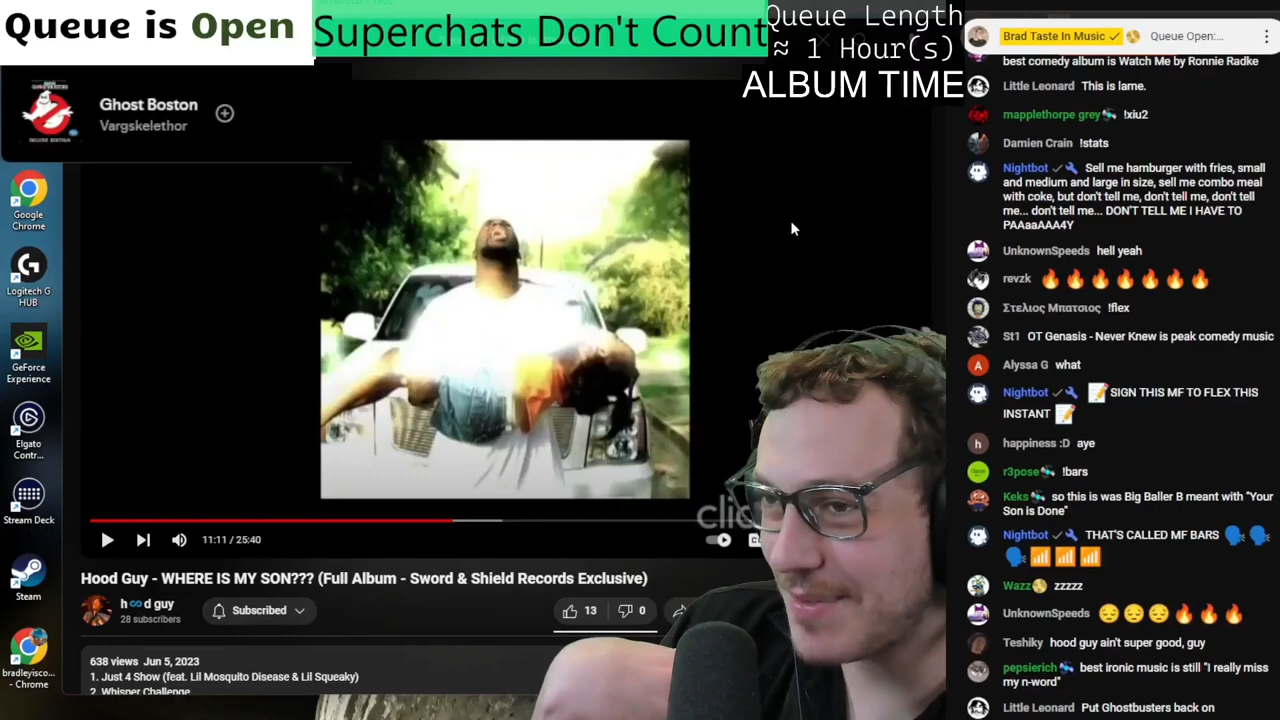 Queue is Open
Superchats Don't Count
Queue Length
≈ 1 Hour(s)
ALBUM TIME
Ghost Boston
Vargskelethor
Google
Chrome
Logitech G
HUB
GeForce
Experience
Elgato
Contr...
Stream Deck
Steam
bradleyisco...
- Chrome
11:11 / 25:40
Hood Guy - WHERE IS MY SON??? (Full Album - Sword & Shield Records Exclusive)
h∞d guy
28 subscribers
Subscribed
13
0
638 views Jun 5, 2023
1. Just 4 Show (feat. Lil Mosquito Disease & Lil Squeaky)
2. Whisper Challenge
Brad Taste In Music
Queue Open:...
best comedy album is Watch Me by Ronnie Radke
Little Leonard This is lame.
mapplethorpe grey !xiu2
Damien Crain !stats
Nightbot Sell me hamburger with fries, small
and medium and large in size, sell me combo meal
with coke, but don't tell me, don't tell me, don't tell
me... don't tell me... DON'T TELL ME I HAVE TO
PAAaaAAA4Y
UnknownSpeeds hell yeah
revzk 🔥🔥🔥🔥🔥🔥🔥
Στελιος Μπατσιος !flex
St1 OT Genasis - Never Knew is peak comedy music
Alyssa G what
Nightbot 📝 SIGN THIS MF TO FLEX THIS
INSTANT 📝
happiness :D aye
r3pose !bars
Keks so this is was Big Baller B meant with "Your
Son is Done"
Nightbot THAT'S CALLED MF BARS 🗣🗣
🗣📶📶📶
Wazz zzzzz
UnknownSpeeds 😔😔😔🔥🔥🔥
Teshiky hood guy ain't super good, guy
pepsierich best ironic music is still "I really miss
my n-word"
Little Leonard Put Ghostbusters back on